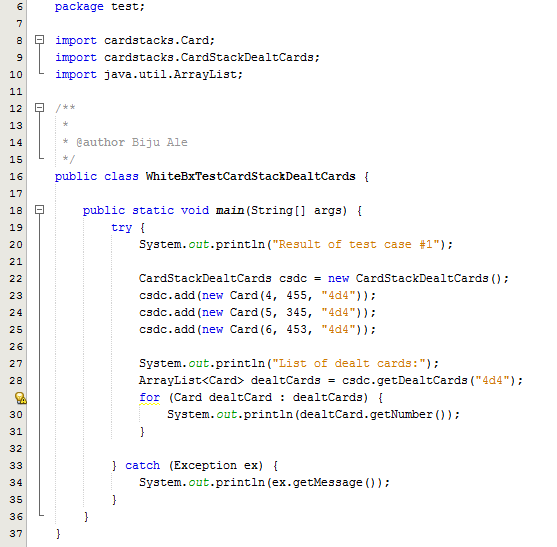 6 package test;
7
8 import cardstacks.Card;
9 import cardstacks.CardStackDealtCards;
10 import java.util.ArrayList;
11
12 /**
13  *
14  * @author Biju Ale
15  */
16 public class WhiteBxTestCardStackDealtCards {
17
18     public static void main(String[] args) {
19         try {
20             System.out.println("Result of test case #1");
21
22             CardStackDealtCards csdc = new CardStackDealtCards();
23             csdc.add(new Card(4, 455, "4d4"));
24             csdc.add(new Card(5, 345, "4d4"));
25             csdc.add(new Card(6, 453, "4d4"));
26
27             System.out.println("List of dealt cards:");
28             ArrayList<Card> dealtCards = csdc.getDealtCards("4d4");
            for (Card dealtCard : dealtCards) {
30                 System.out.println(dealtCard.getNumber());
31             }
32
33         } catch (Exception ex) {
34             System.out.println(ex.getMessage());
35         }
36     }
37 }